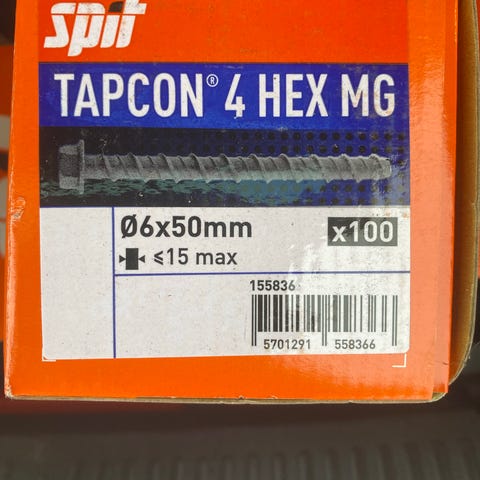 spit
TAPCON® 4 HEX MG
Ø6x50mm
x100
≤15 max
155836
5701291 558366